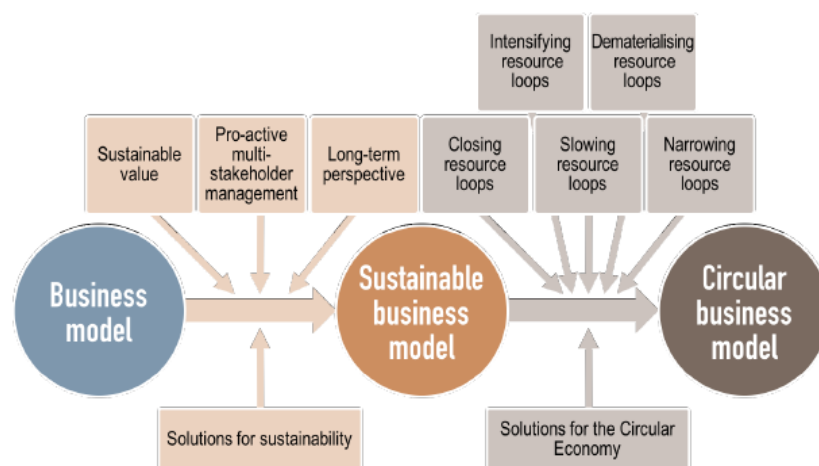 Intensifying
resource
loops
Dematerialising
resource
loops
Sustainable
value
Pro-active
multi-
stakeholder
management
Long-term
perspective
Closing
resource
loops
Slowing
resource
loops
Narrowing
resource
loops
Business
model
Sustainable
business
model
Circular
business
model
Solutions for sustainability
Solutions for the Circular
Economy